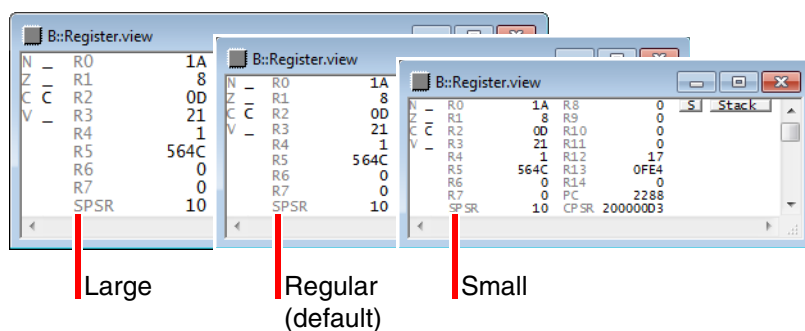 B::Register.view
N _ R0 1A
Z _ R1 8
C C R2 0D
V _ R3 21
R4 1
R5 564C
R6 0
R7 0
SPSR 10
B::Register.view
N _ R0 1A
Z _ R1 8
C C R2 0D
V _ R3 21
R4 1
R5 564C
R6 0
R7 0
SPSR 10
B::Register.view
N _ R0 1A R8 0 S Stack
Z _ R1 8 R9 0
C C R2 0D R10 0
V _ R3 21 R11 0
R4 1 R12 17
R5 564C R13 0FE4
R6 0 R14 0
R7 0 PC 2288
SPSR 10 CPSR 200000D3
Large
Regular
(default)
Small